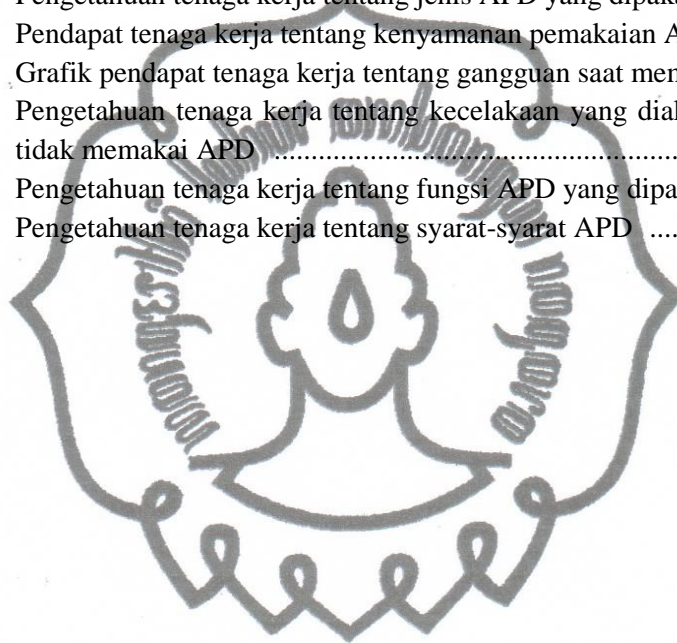 Pengetahuan tenaga kerja tentang jenis APD yang dipaka
Pendapat tenaga kerja tentang kenyamanan pemakaian A
Grafik pendapat tenaga kerja tentang gangguan saat mem
Pengetahuan tenaga kerja tentang kecelakaan yang dial
tidak memakai APD ........................................................
Pengetahuan tenaga kerja tentang fungsi APD yang dipa
Pengetahuan tenaga kerja tentang syarat-syarat APD ....